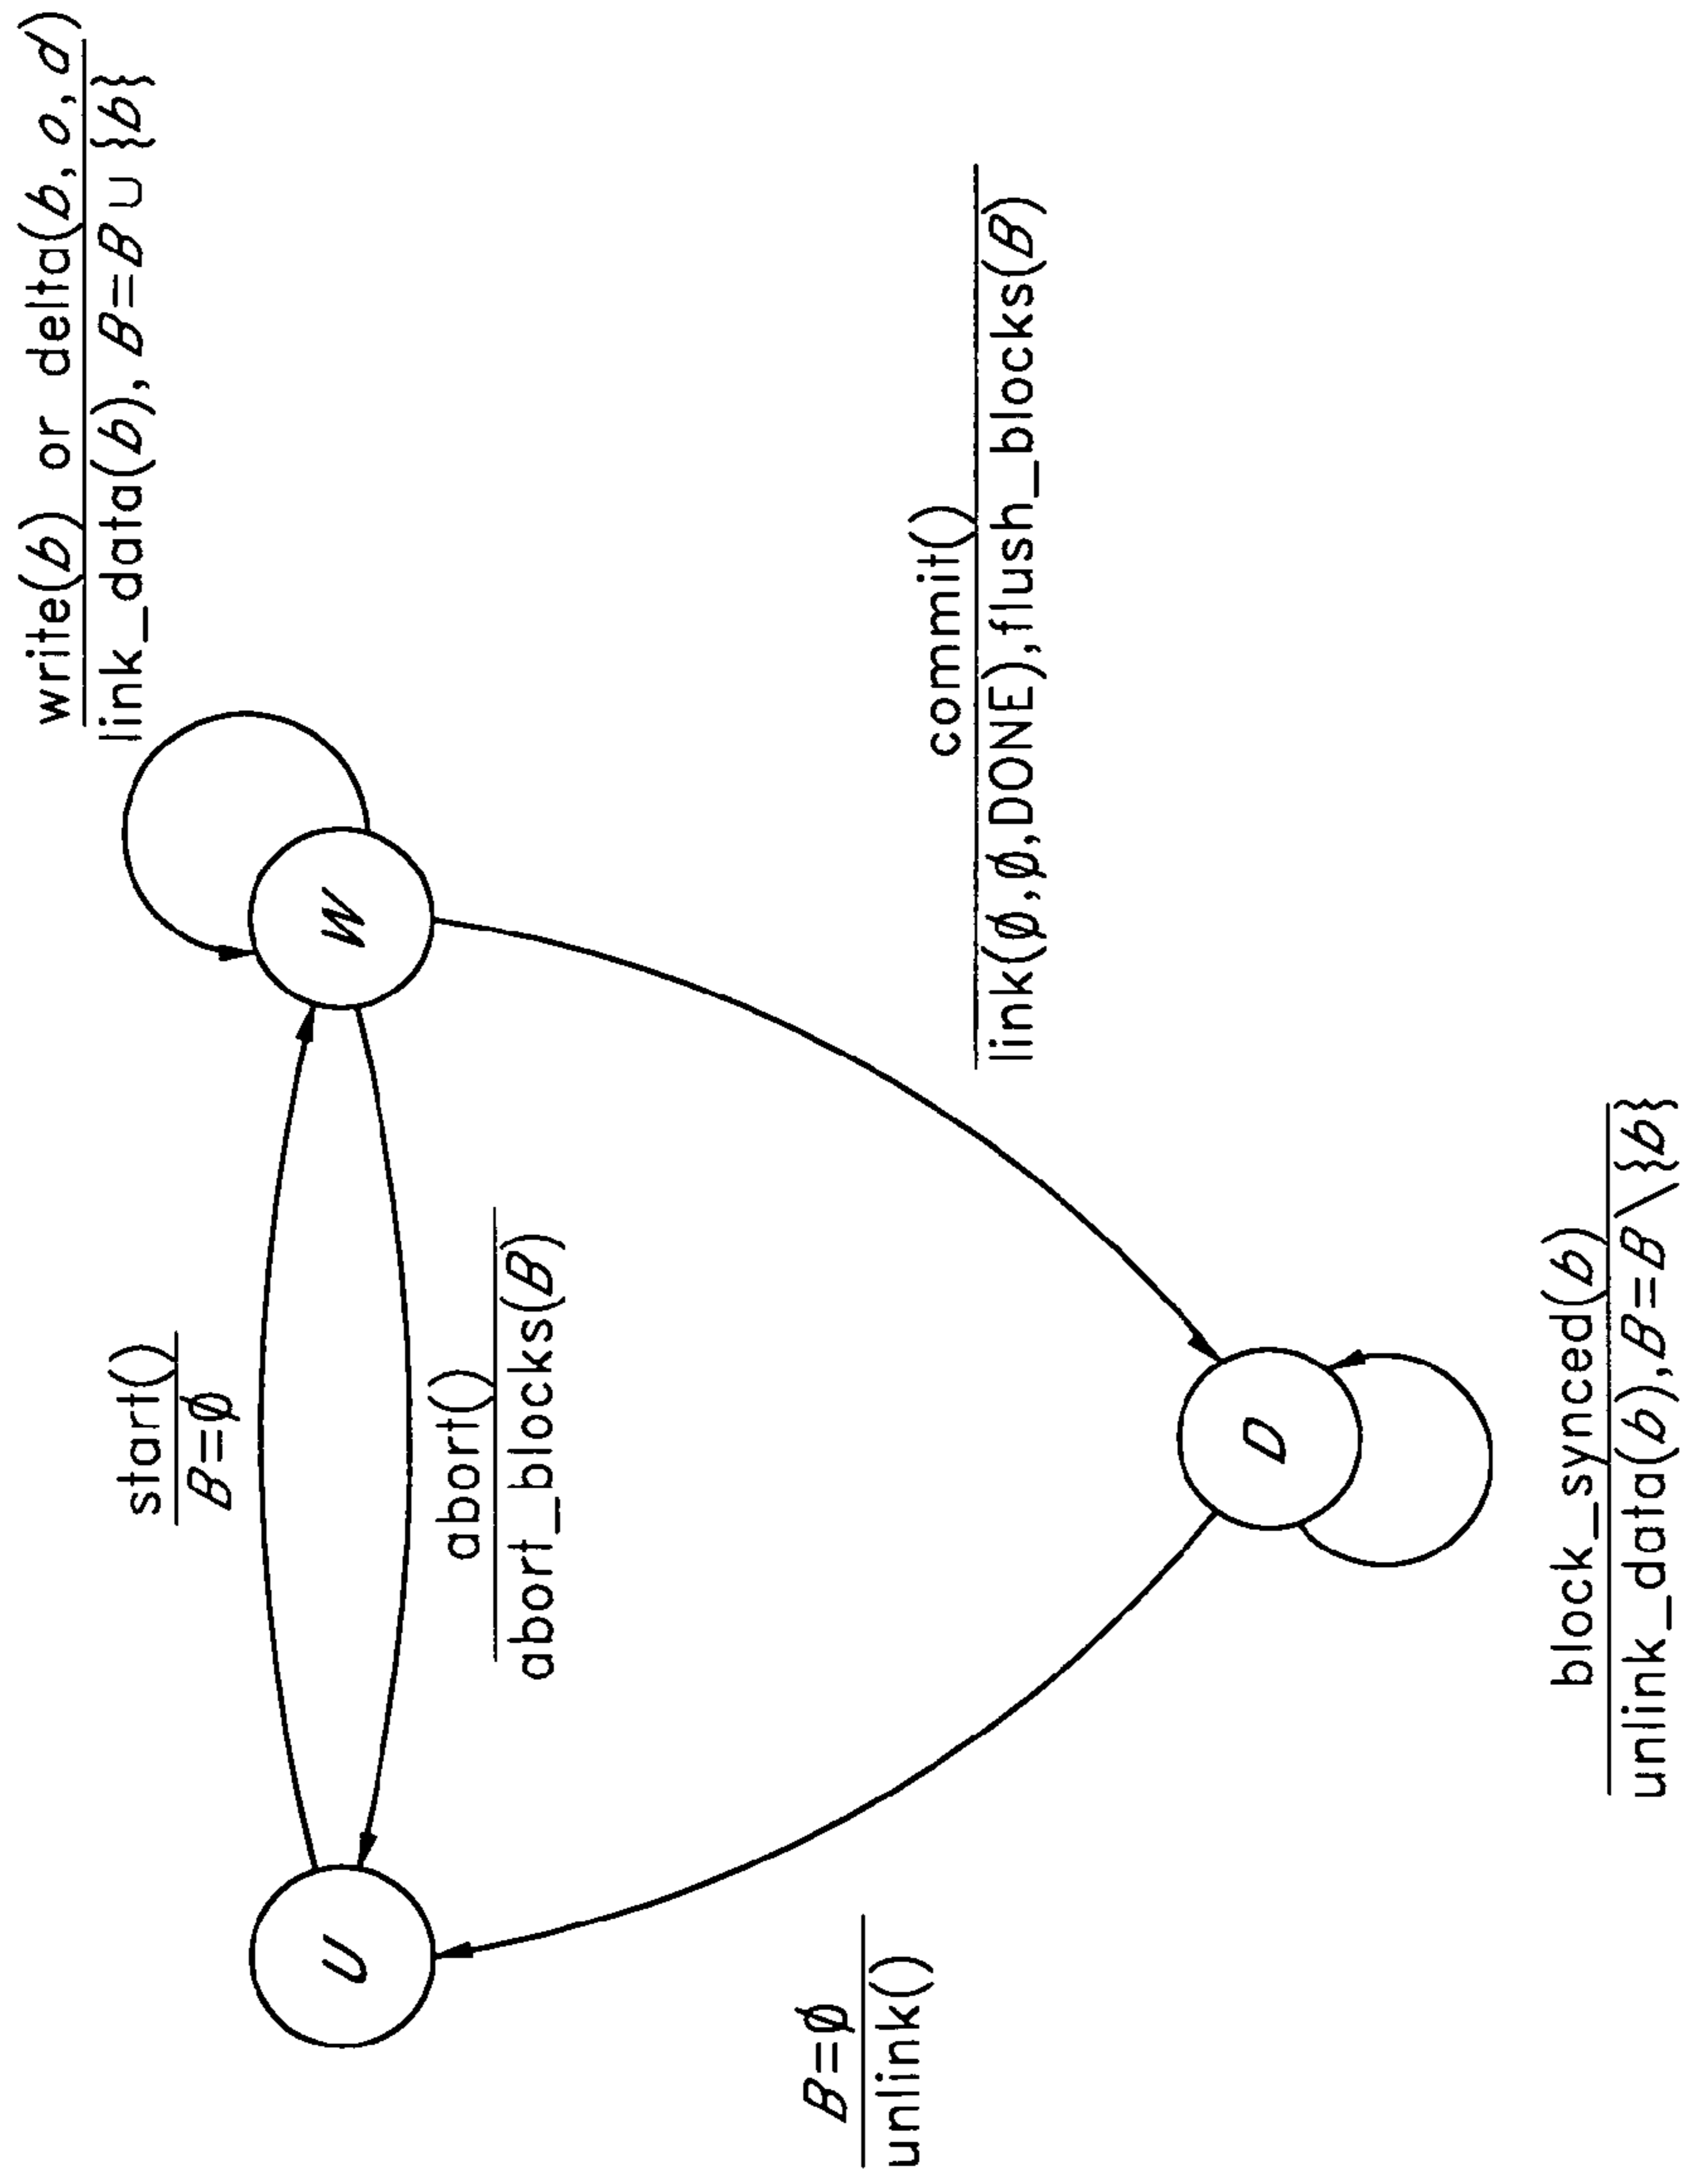 write(b) or delta(b,o,d)
link_data(b), B=B∪{b}
start()
B=∅
W
U
abort()
abort_blocks(B)
commit()
link(∅,∅,DONE),flush_blocks(B)
B=∅
unlink()
D
block_synced(b)
unlink_data(b),B=B\{b}